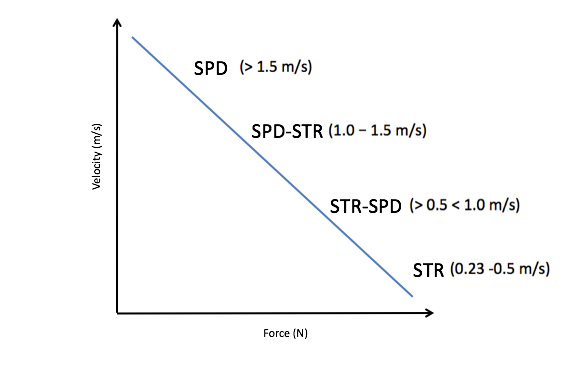 SPD (> 1.5 m/s)
SPD-STR (1.0 – 1.5 m/s)
Velocity (m/s)
STR-SPD (> 0.5 < 1.0 m/s)
STR (0.23 -0.5 m/s)
Force (N)